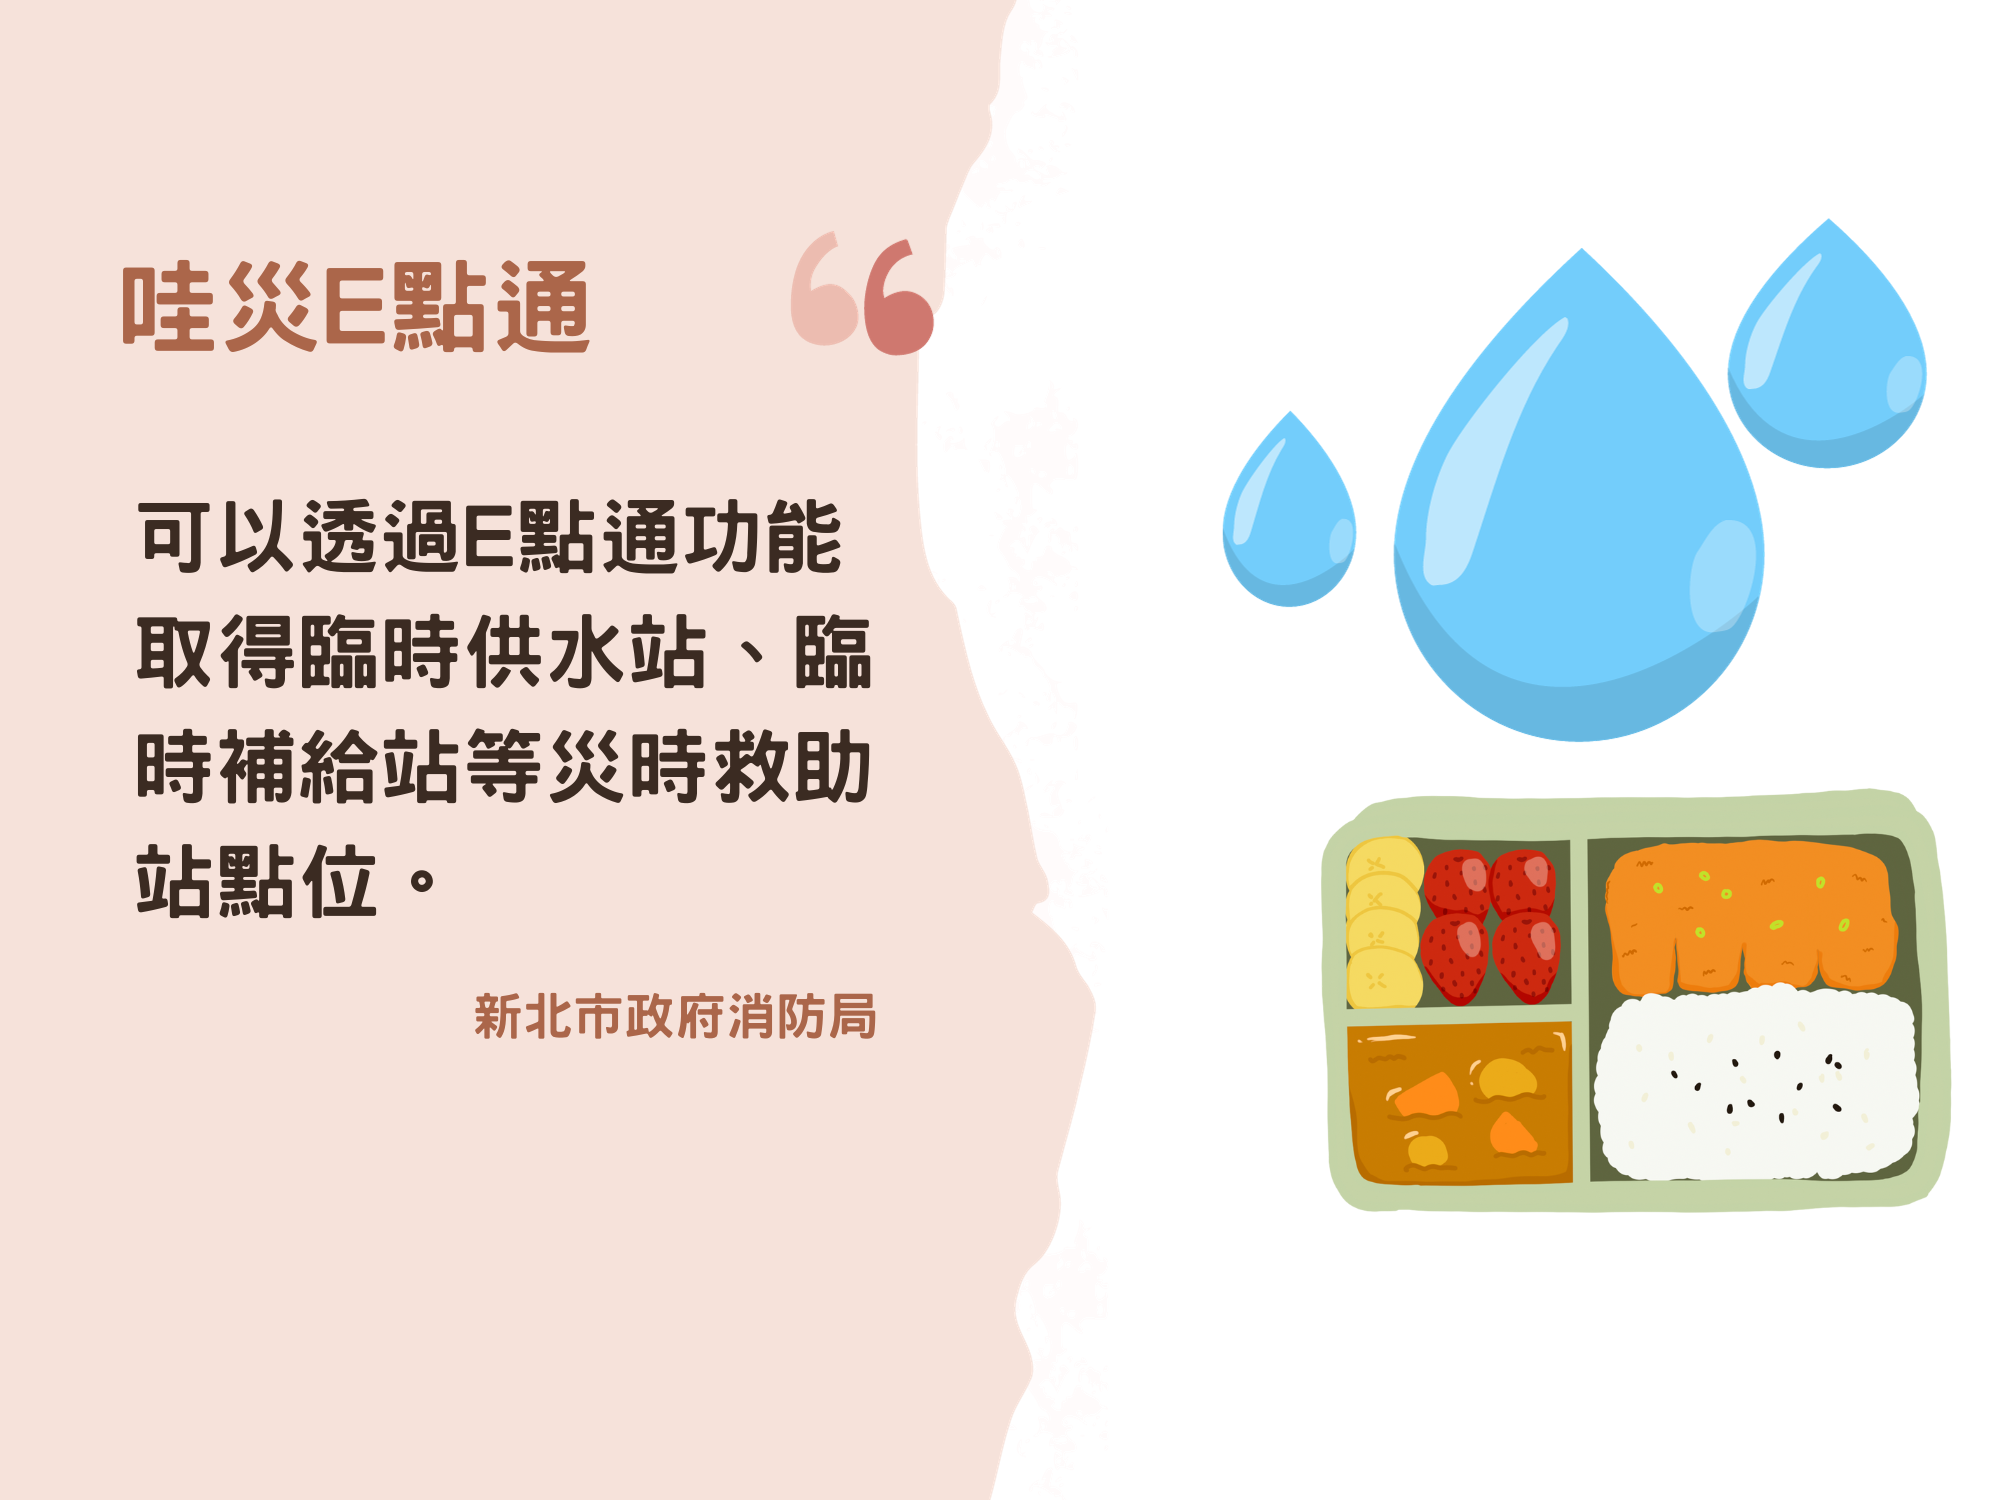 哇災E點通
可以透過E點通功能
取得臨時供水站、臨
時補給站等災時救助
站點位。
新北市政府消防局